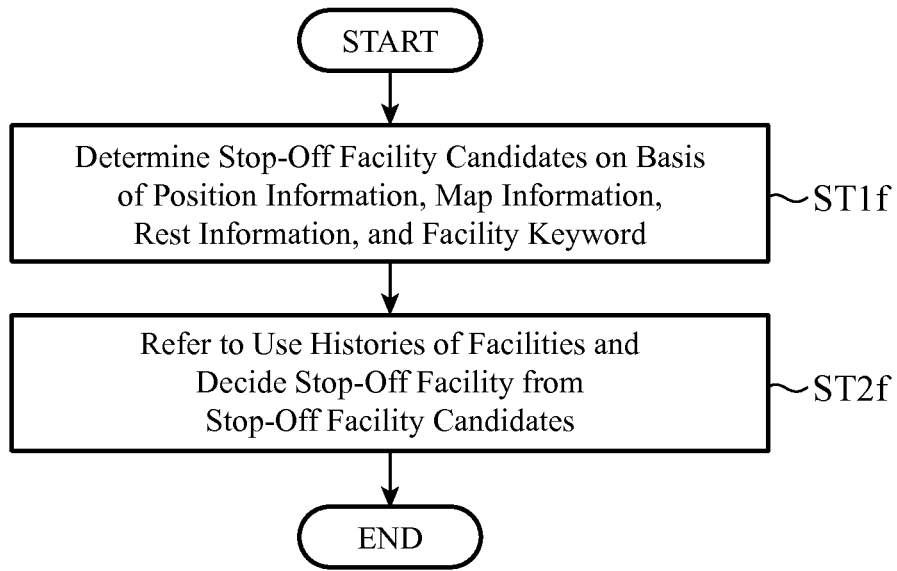 START
Determine Stop-Off Facility Candidates on Basis
of Position Information, Map Information,
Rest Information, and Facility Keyword
ST1f
Refer to Use Histories of Facilities and
Decide Stop-Off Facility from
Stop-Off Facility Candidates
ST2f
END